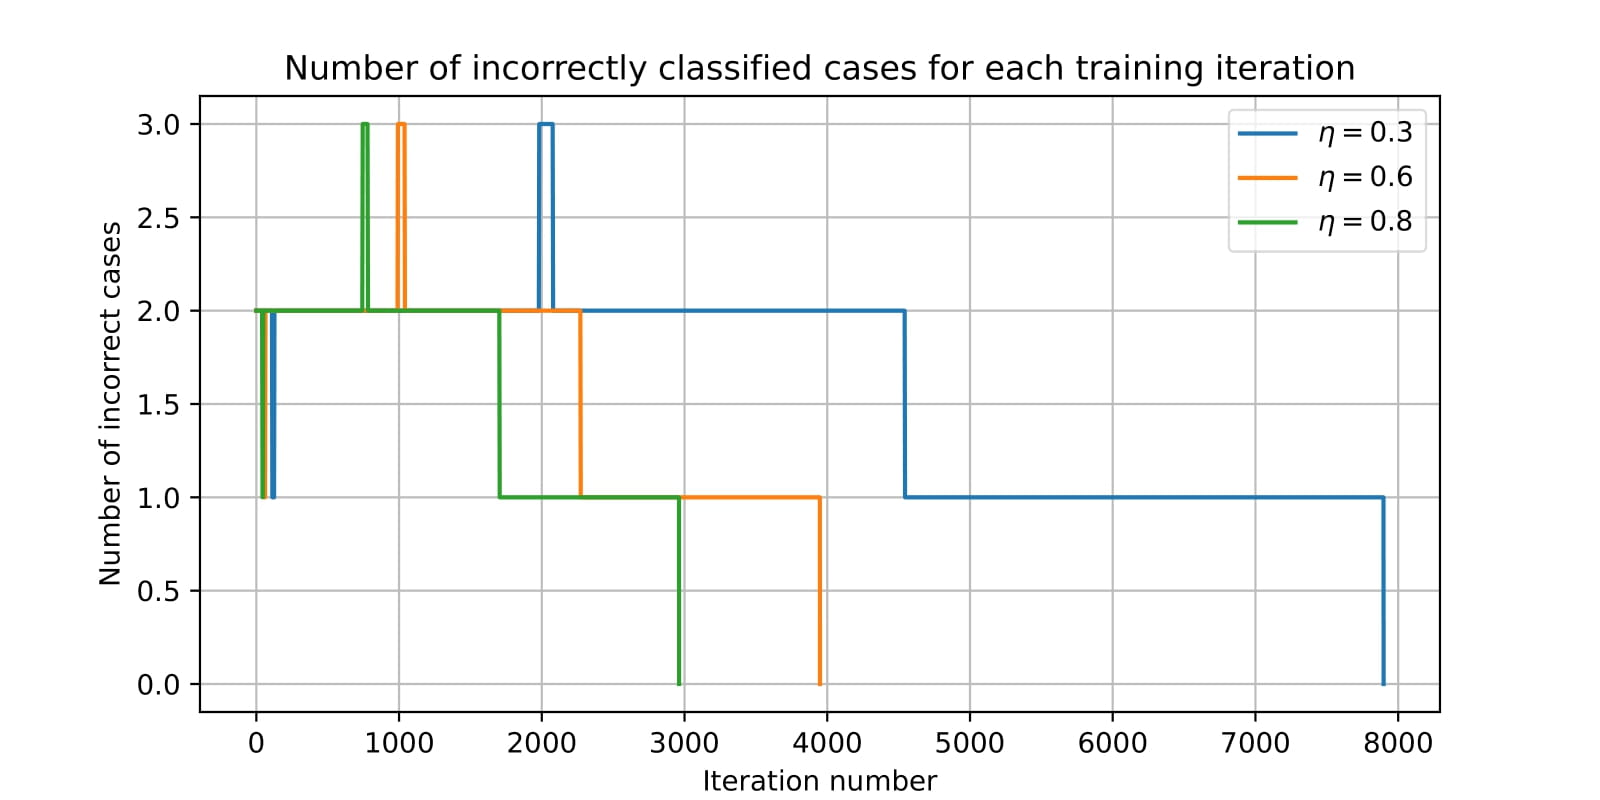 Number of incorrectly classified cases for each training iteration
3.0
2.5
2.0
1.5
1.0
0.5
0.0
Number of incorrect cases
η = 0.3
η = 0.6
η = 0.8
0 1000 2000 3000 4000 5000 6000 7000 8000
Iteration number